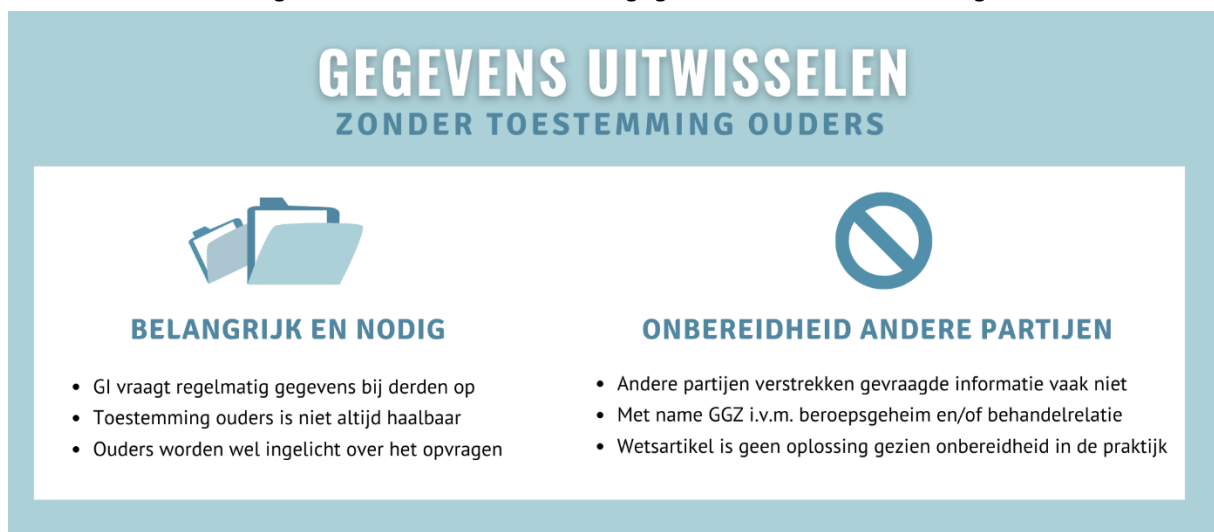 GEGEVENS UITWISSELEN
ZONDER TOESTEMMING OUDERS
BELANGRIJK EN NODIG
• GI vraagt regelmatig gegevens bij derden op
• Toestemming ouders is niet altijd haalbaar
• Ouders worden wel ingelicht over het opvragen
ONBEREIDHEID ANDERE PARTIJEN
• Andere partijen verstrekken gevraagde informatie vaak niet
• Met name GGZ i.v.m. beroepsgeheim en/of behandelrelatie
• Wetsartikel is geen oplossing gezien onbereidheid in de praktijk